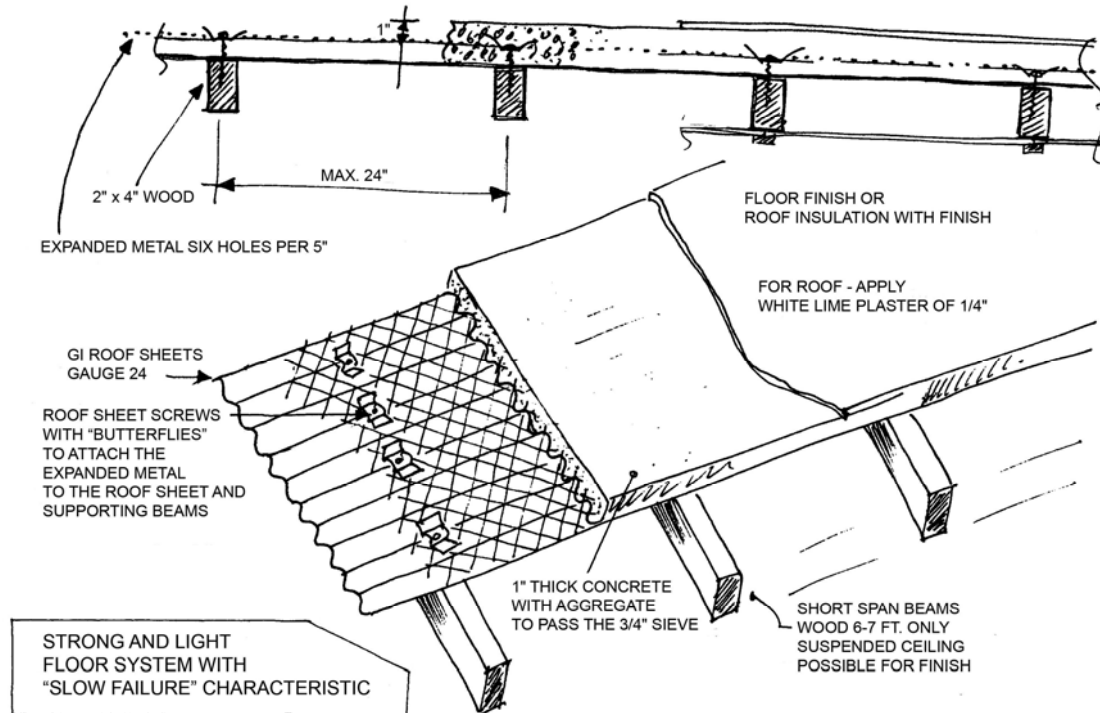 1"
MAX. 24"
2" x 4" WOOD
EXPANDED METAL SIX HOLES PER 5"
FLOOR FINISH OR
ROOF INSULATION WITH FINISH
FOR ROOF - APPLY
WHITE LIME PLASTER OF 1/4"
GI ROOF SHEETS
GAUGE 24
ROOF SHEET SCREWS
WITH “BUTTERFLIES”
TO ATTACH THE
EXPANDED METAL
TO THE ROOF SHEET AND
SUPPORTING BEAMS
1" THICK CONCRETE
WITH AGGREGATE
TO PASS THE 3/4" SIEVE
SHORT SPAN BEAMS
WOOD 6-7 FT. ONLY
SUSPENDED CEILING
POSSIBLE FOR FINISH
STRONG AND LIGHT
FLOOR SYSTEM WITH
“SLOW FAILURE” CHARACTERISTIC